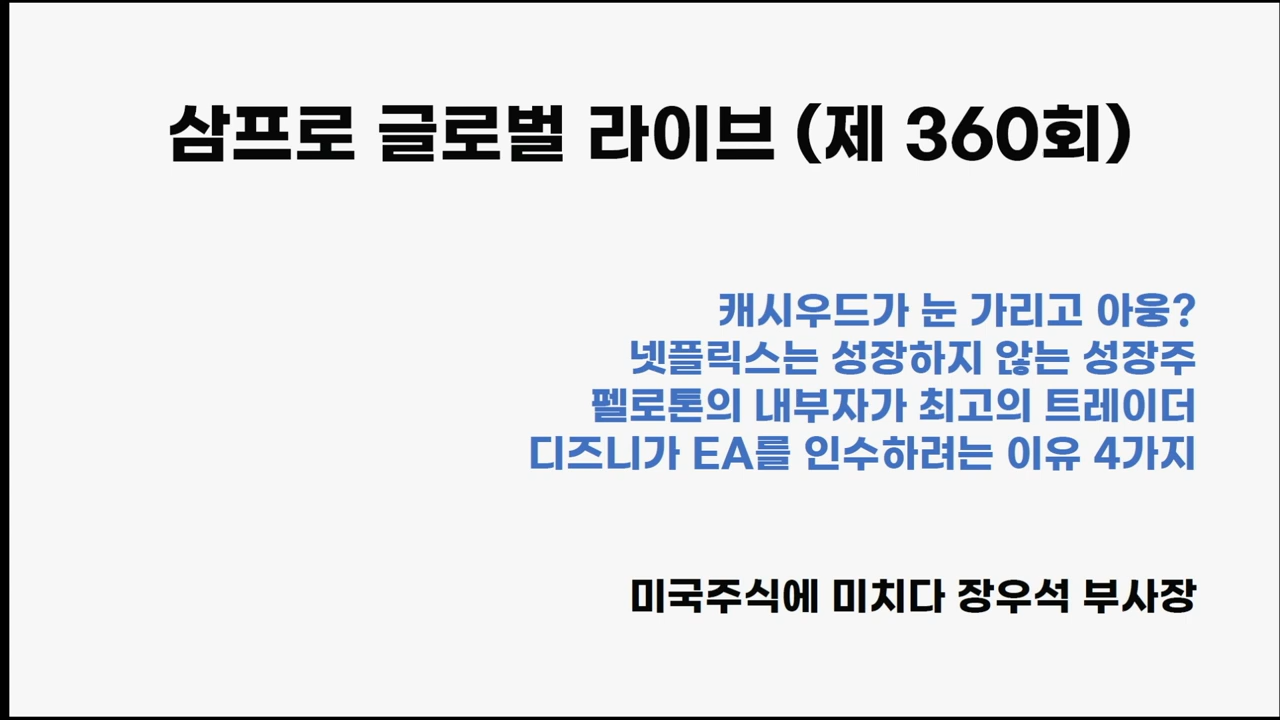 삼프로 글로벌 라이브 (제 360회)
캐시우드가 눈 가리고 아웅?
넷플릭스는 성장하지 않는 성장주
펠로톤의 내부자가 최고의 트레이더
디즈니가 EA를 인수하려는 이유 4가지
미국주식에 미치다 장우석 부사장